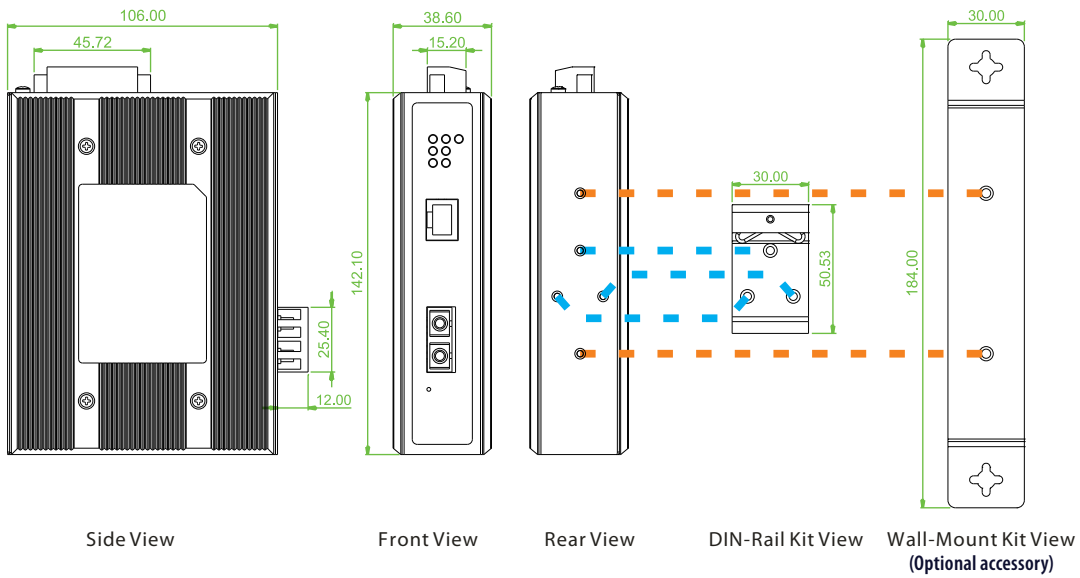 106.00
45.72
38.60
15.20
30.00
30.00
142.10
50.53
184.00
25.40
12.00
Side View
Front View
Rear View
DIN-Rail Kit View
Wall-Mount Kit View
(Optional accessory)